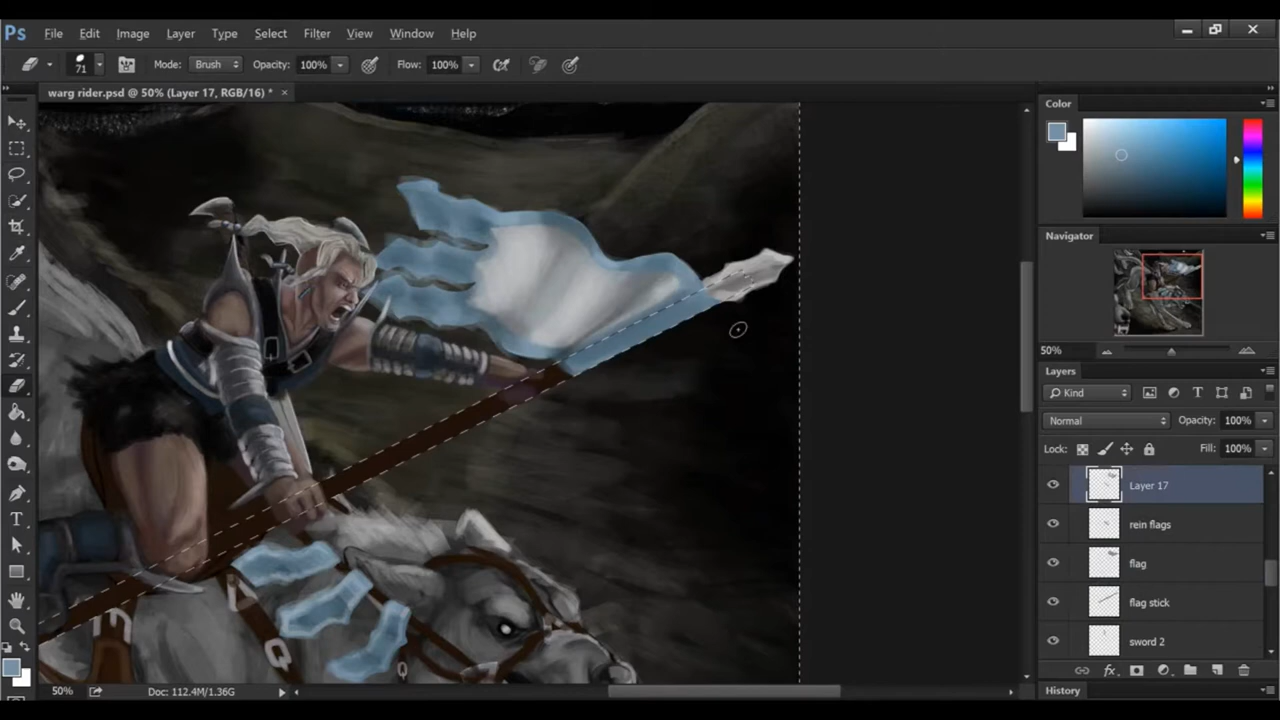 Ps File Edit Image Layer Type Select Filter View Window Help
71 Mode: Brush Opacity: 100% Flow: 100%
warg rider.psd @ 50% (Layer 17, RGB/16) * ×
Color
Navigator
50%
Layers
Kind
Normal Opacity: 100%
Lock: Fill: 100%
Layer 17
rein flags
flag
flag stick
sword 2
50% Doc: 112.4M/1.36G
History